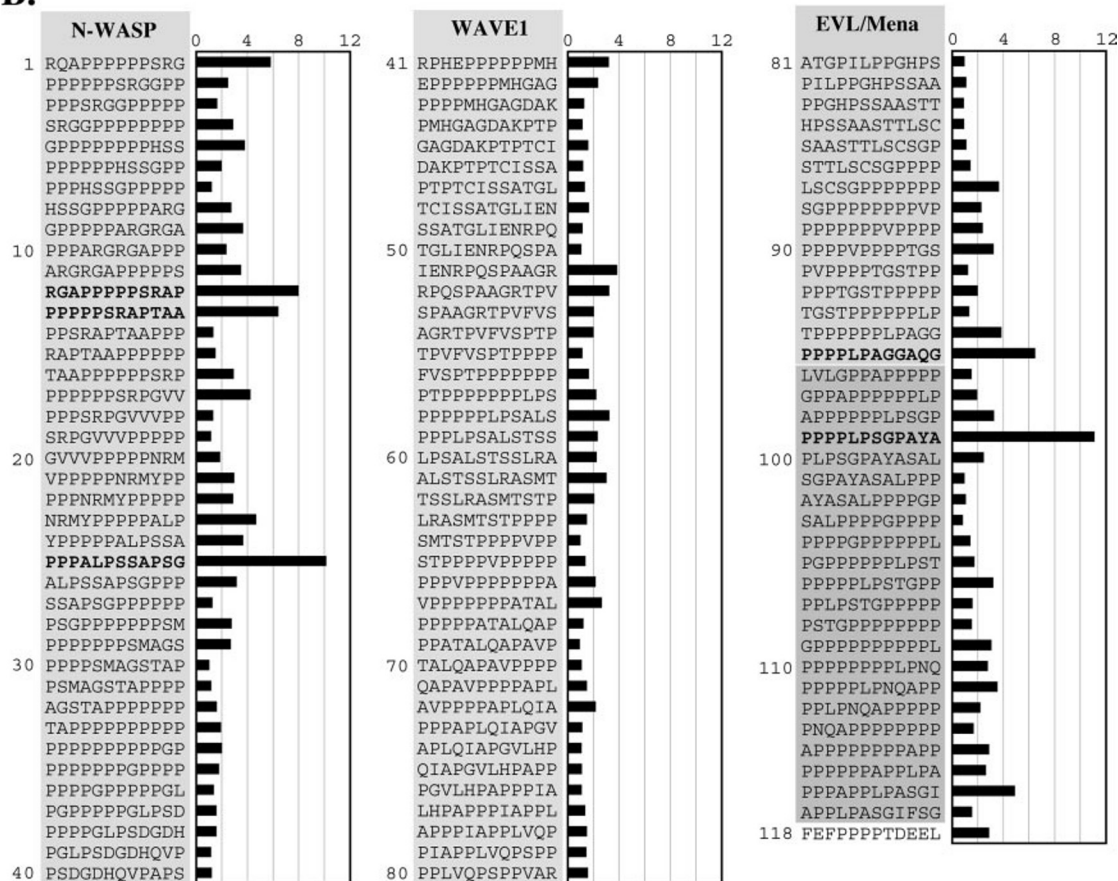 B.
N-WASP
0 4 8 12
1 RQAPPPPPPSRG
PPPPPPSRGGPP
PPPSRGGPPPPP
SRGGPPPPPPPP
GPPPPPPPPHSS
PPPPPPHSSGPP
PPPHSSGPPPPP
HSSGPPPPPARG
GPPPPPARGRGA
10 PPPARGRGAPPP
ARGRGAPPPPPS
RGAPPPPPSRAP
PPPPPSRAPTAA
PPSRAPTAAPPP
RAPTAAPPPPPP
TAAPPPPPPSRP
PPPPPPSRPGVV
PPPSRPGVVVPP
SRPGVVVPPPPP
20 GVVVPPPPPNRM
VPPPPPNRMYPP
PPPNRMYPPPPP
NRMYPPPPPALP
YPPPPPALPSSA
PPPALPSSAPSG
ALPSSAPSGPPP
SSAPSGPPPPPP
PSGPPPPPPPSM
PPPPPPPSMAGS
30 PPPPSMAGSTAP
PSMAGSTAPPPP
AGSTAPPPPPPP
TAPPPPPPPPPP
PPPPPPPPPPGP
PPPPPPPGPPPP
PPPPGPPPPPGL
PGPPPPPPGLPSD
PPPPGLPSDGDH
PGLPSDGDHQVP
40 PSDGDHQVPAPS
WAVE1
0 4 8 12
41 RPHEPPPPPPMH
EPPPPPPMHGAG
PPPPMHGAGDAK
PMHGAGDAKPTP
GAGDAKPTPTCI
DAKPTPTCISSA
PTPTCISSATGL
TCISSATGLIEN
SSATGLIENRPQ
50 TGLIENRPQSPA
IENRPQSPAAGR
RPQSPAAGRTPV
SPAAGRTPVFVS
AGRTPVFVSPTP
TPVFVSPTPPPP
FVSPTPPPPPPP
PTPPPPPPPLPS
PPPPPPLPSALS
PPPLPSALSTSS
60 LPSALSTSSLRA
ALSTSSLRASMT
TSSLRASMTSTP
LRASMTSTPPPP
SMTSTPPPPVPP
STPPPPVPPPPP
PPPVPPPPPPPA
VPPPPPPPATAL
PPPPPATALQAP
PPATALQAPAVP
70 TALQAPAVPPPP
QAPAVPPPPAPL
AVPPPPAPLQIA
PPPAPLQIAPGV
APLQIAPGVLHP
QIAPGVLHPAPP
PGVLHPAPPPIA
LHPAPPPIAPPL
APPPIAPPLVQP
PIAPPLVQPSPP
80 PPLVQPSPPVAR
EVL/Mena
0 4 8 12
81 ATGPILPPGHPS
PILPPGHPSSAA
PPGHPSSAASTT
HPSSAASTTLSC
SAASTTLSCSGP
STTLSCSGPPPP
LSCSGPPPPPPP
SGPPPPPPPPVP
PPPPPPPVPPPP
90 PPPPVPPPPTGS
PVPPPPTGSTPP
PPPTGSTPPPPP
TGSTPPPPPPLP
TPPPPPPLPAGG
PPPPLPAGGAQG
LVLGPPAPPPPP
GPPAPPPPPPLP
APPPPPPLPSGP
PPPPLPSGPAYA
100 PLPSGPAYASAL
SGPAYASALPPP
AYASALPPPPGP
SALPPPPGPPPP
PPPPGPPPPPPL
PGPPPPPPLPST
PPPPPLPSTGPP
PPLPSTGPPPPP
PSTGPPPPPPPP
GPPPPPPPPPPL
110 PPPPPPPPPLPNQ
PPPPPLPNQAPP
PPLPNQAPPPPP
PNQAPPPPPPPP
APPPPPPPPAPP
PPPPPPAPPLPA
PPPAPPLPASGI
APPLPASGIFSG
118 FEFPPPPTDEEL